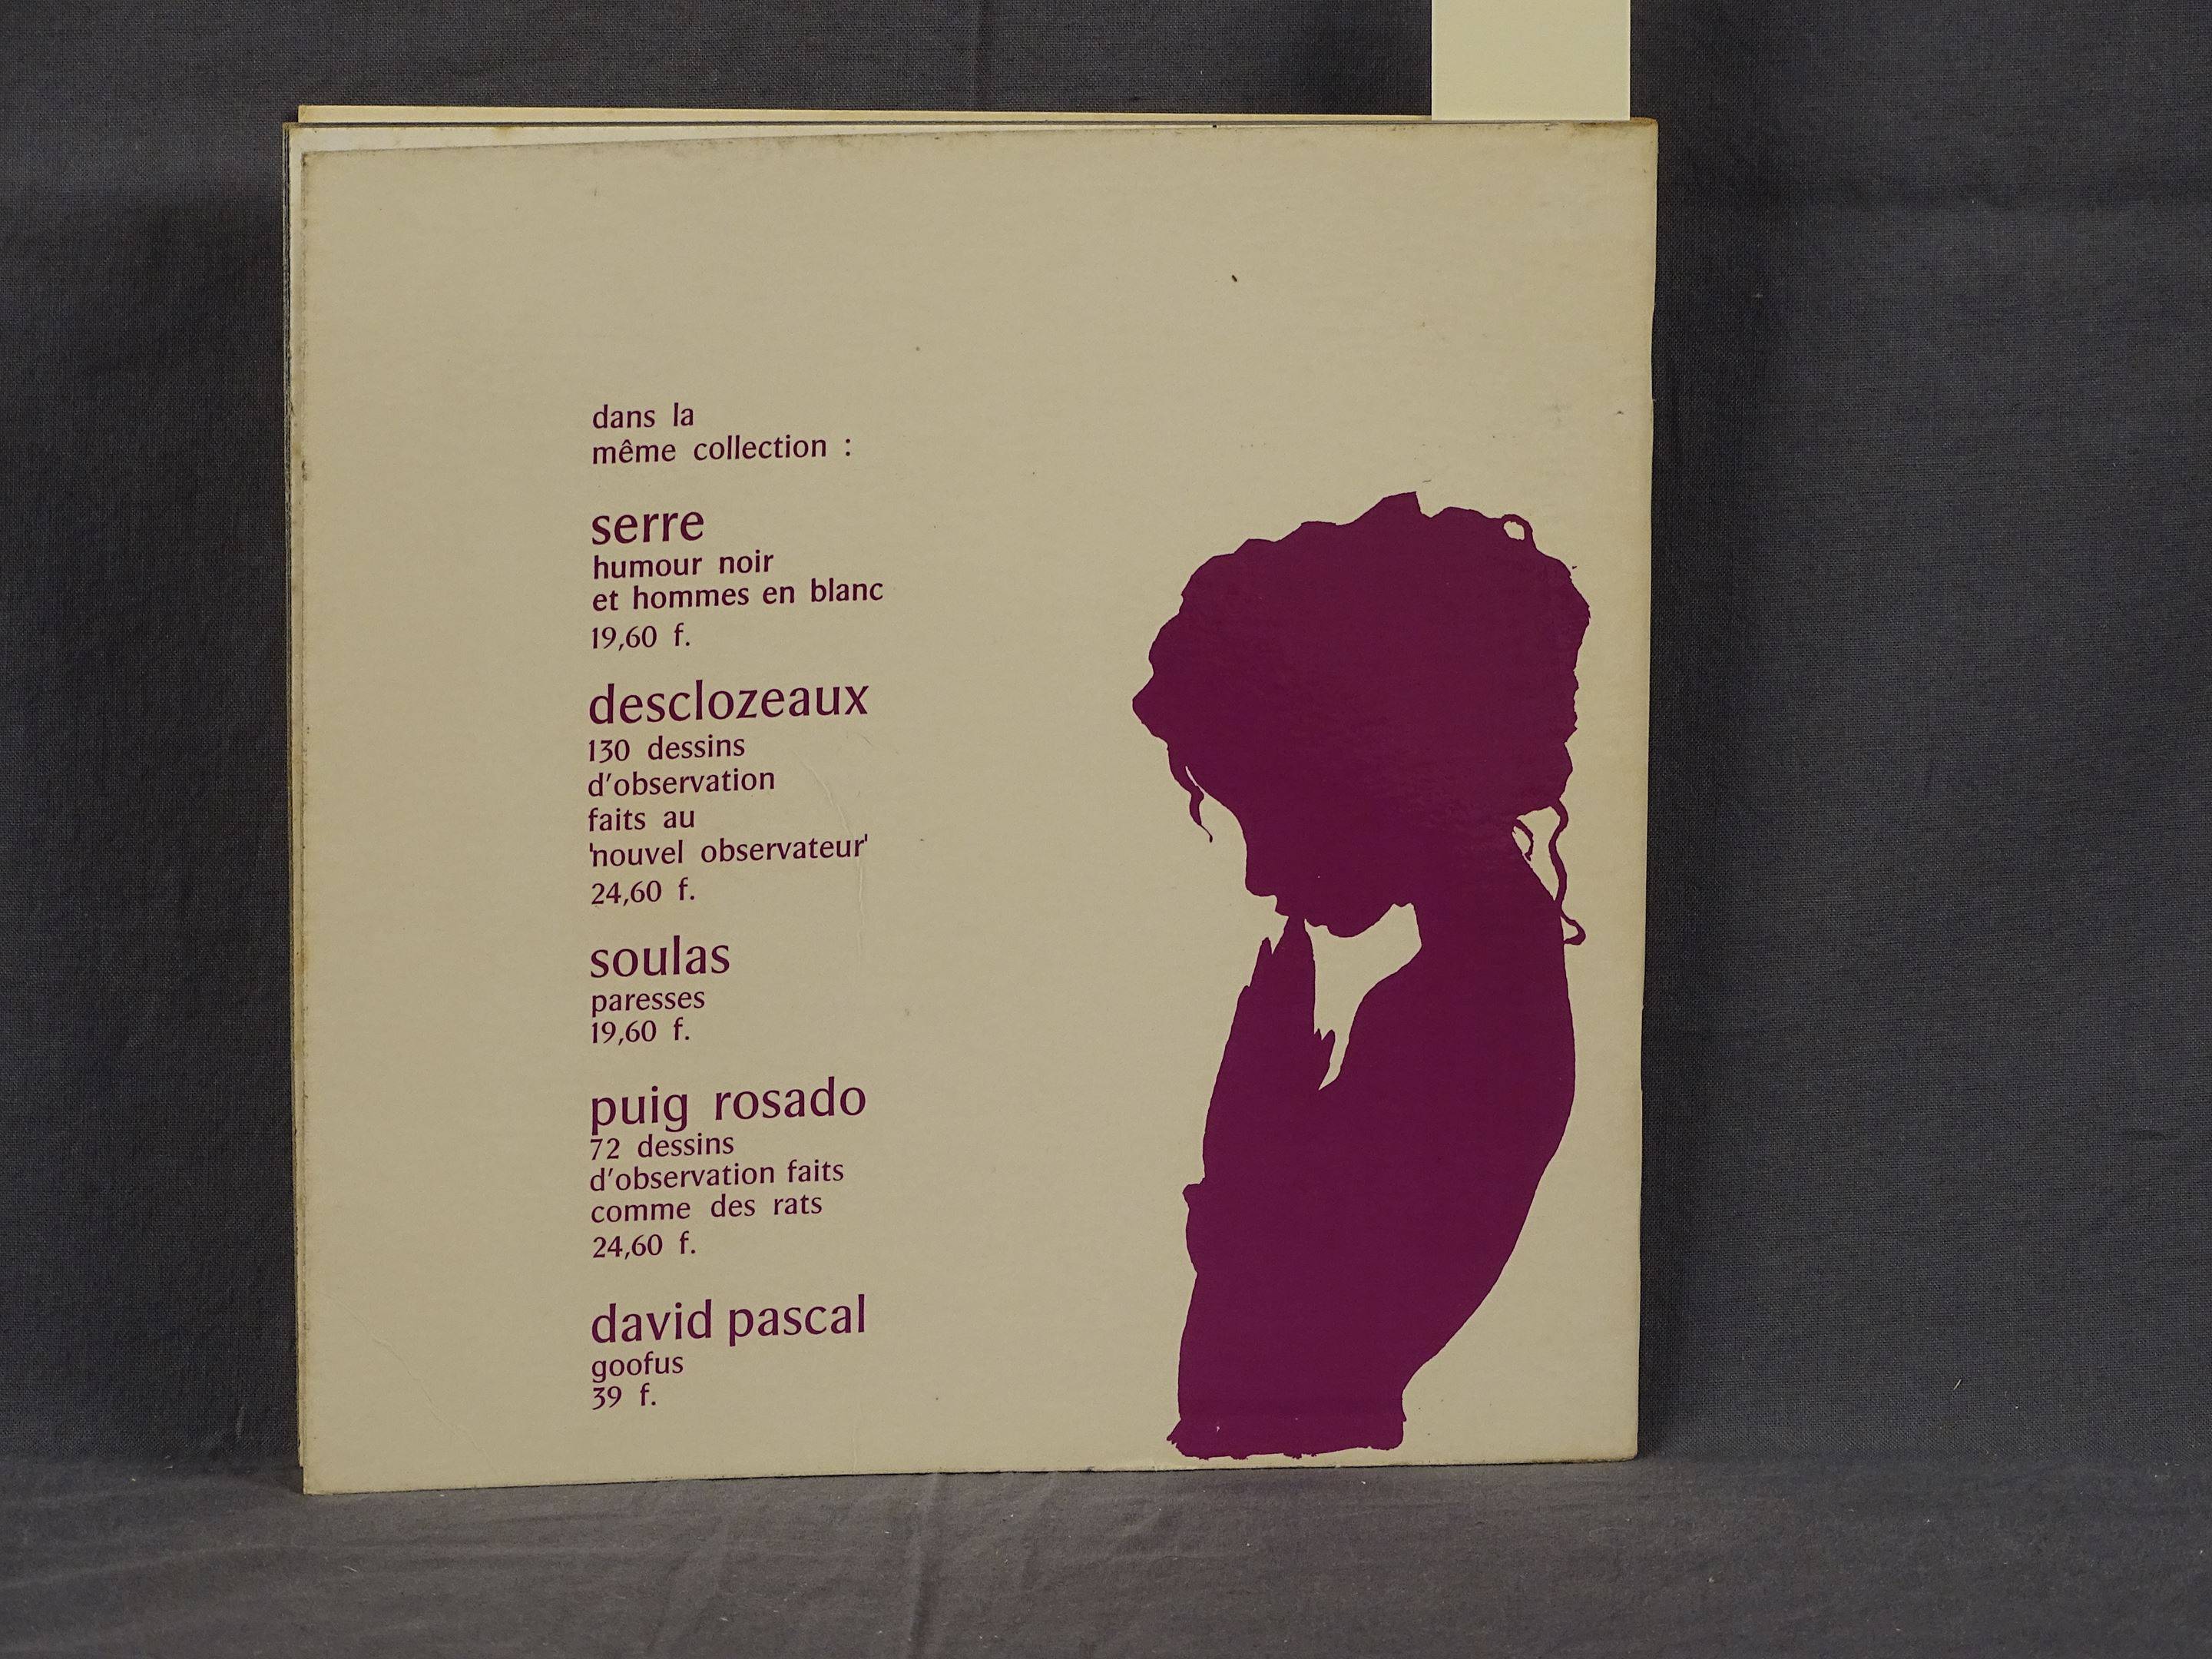 dans la
même collection :
serre
humour noir
et hommes en blanc
19,60 f.
desclozeaux
130 dessins
d'observation
faits au
'nouvel observateur'
24,60 f.
soulas
paresses
19,60 f.
puig rosado
72 dessins
d'observation faits
comme des rats
24,60 f.
david pascal
goofus
39 f.